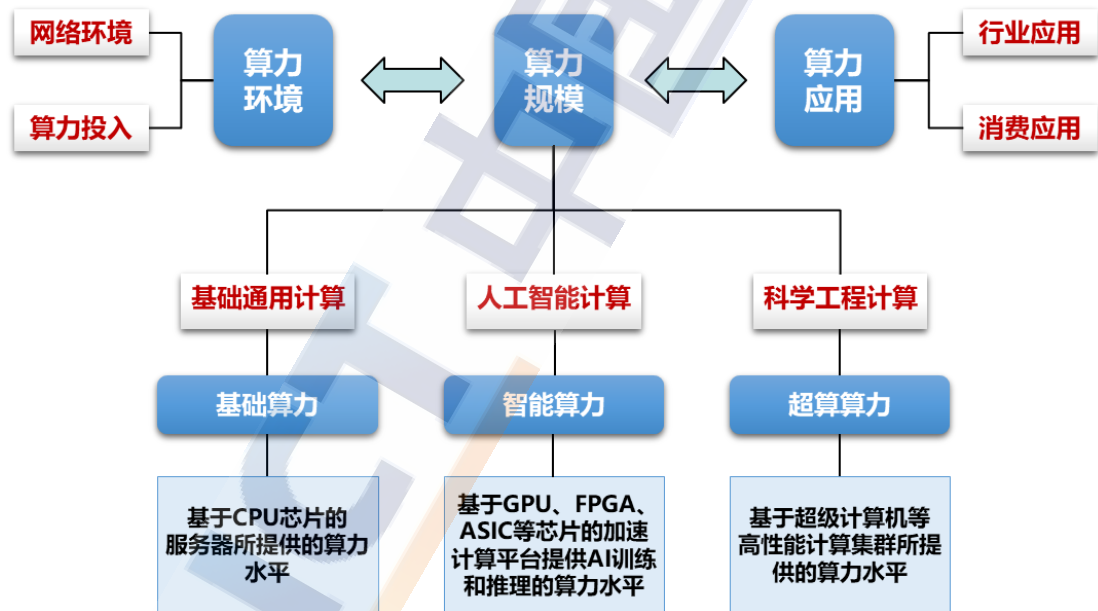 网络环境
算力投入
算力
环境
算力
规模
算力
应用
行业应用
消费应用
基础通用计算
人工智能计算
科学工程计算
基础算力
智能算力
超算算力
基于CPU芯片的
服务器所提供的算力
水平
基于GPU、FPGA、
ASIC等芯片的加速
计算平台提供AI训练
和推理的算力水平
基于超级计算机等
高性能计算集群所提
供的算力水平